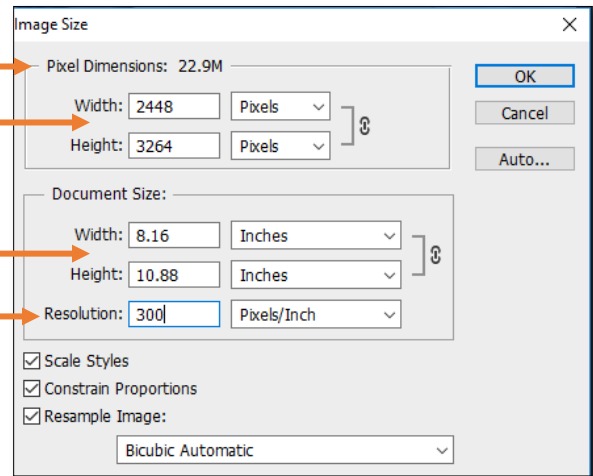 Image Size
Pixel Dimensions: 22.9M
OK
Width: 2448 Pixels
Cancel
Height: 3264 Pixels
Auto...
Document Size:
Width: 8.16 Inches
Height: 10.88 Inches
Resolution: 300 Pixels/Inch
Scale Styles
Constrain Proportions
Resample Image:
Bicubic Automatic